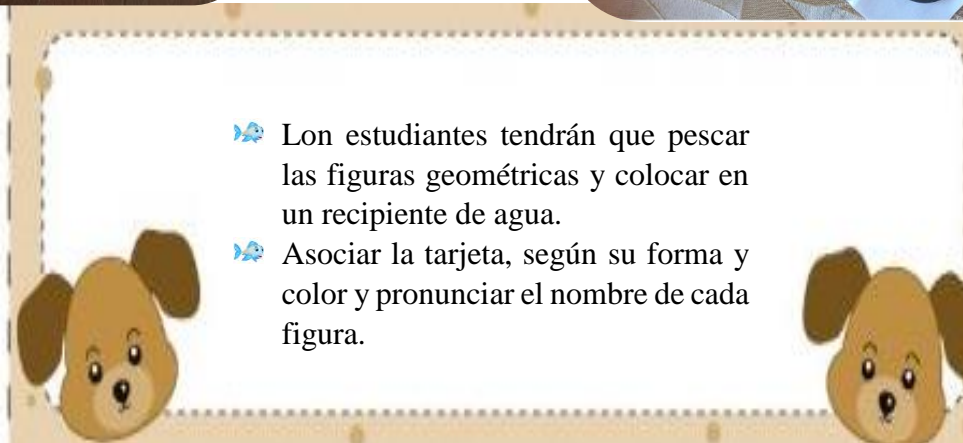 Lon estudiantes tendrán que pescar
las figuras geométricas y colocar en
un recipiente de agua.
Asociar la tarjeta, según su forma y
color y pronunciar el nombre de cada
figura.